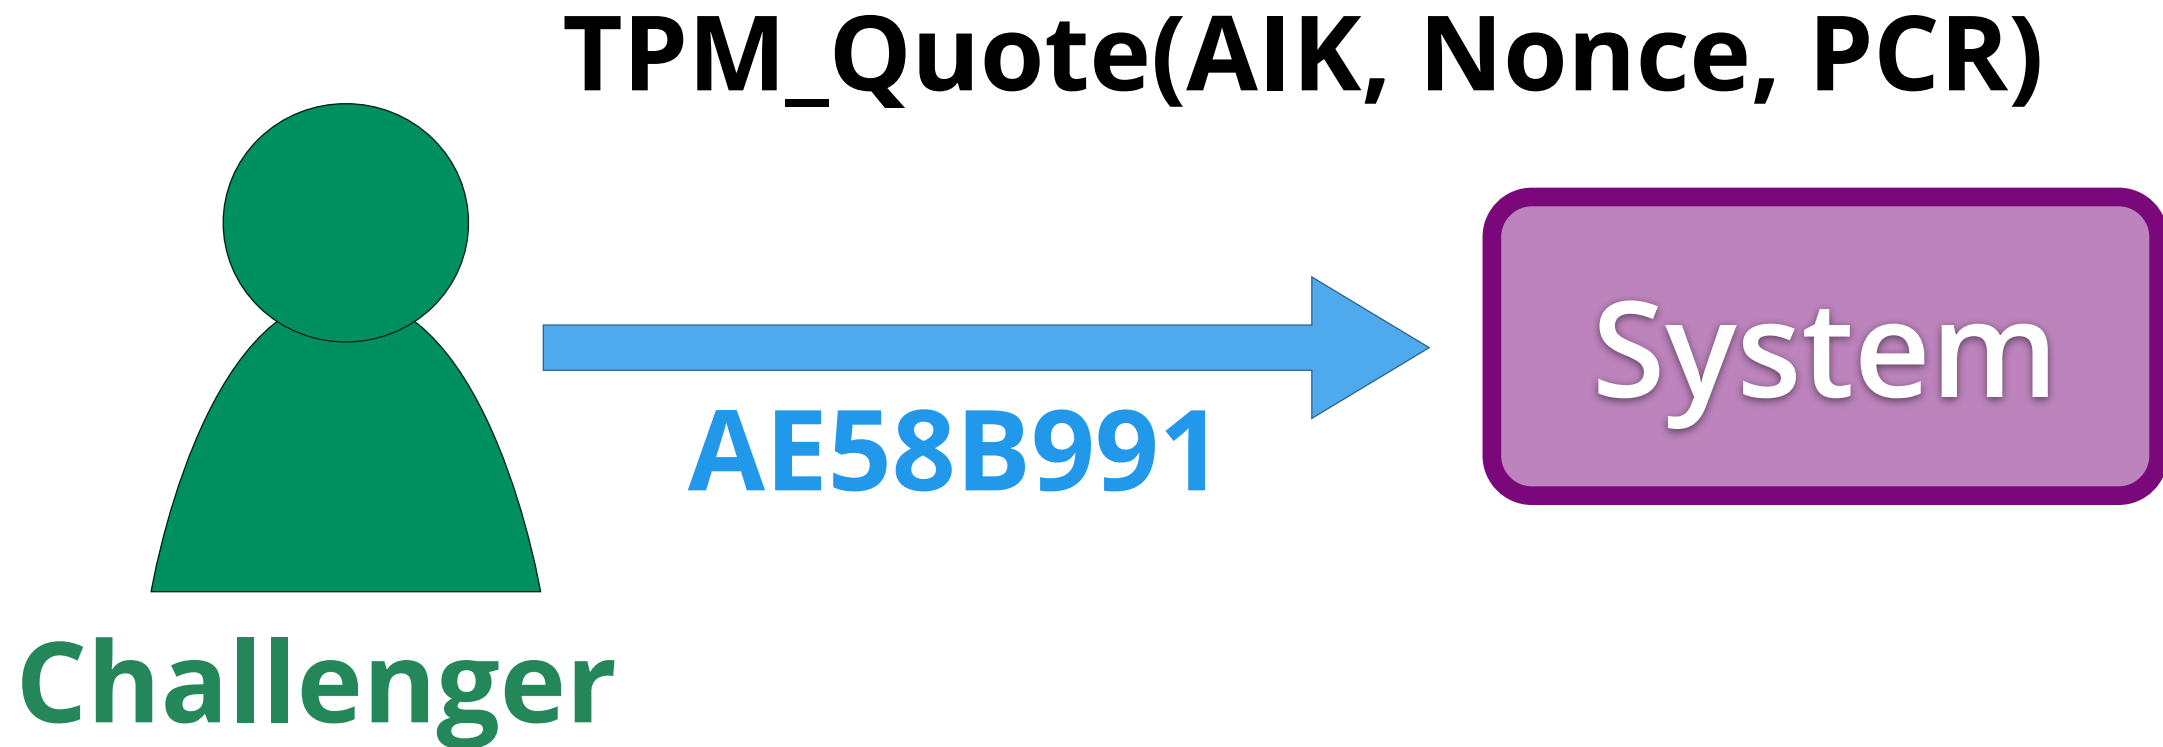 TPM_Quote(AIK, Nonce, PCR)
System
AE58B991
Challenger